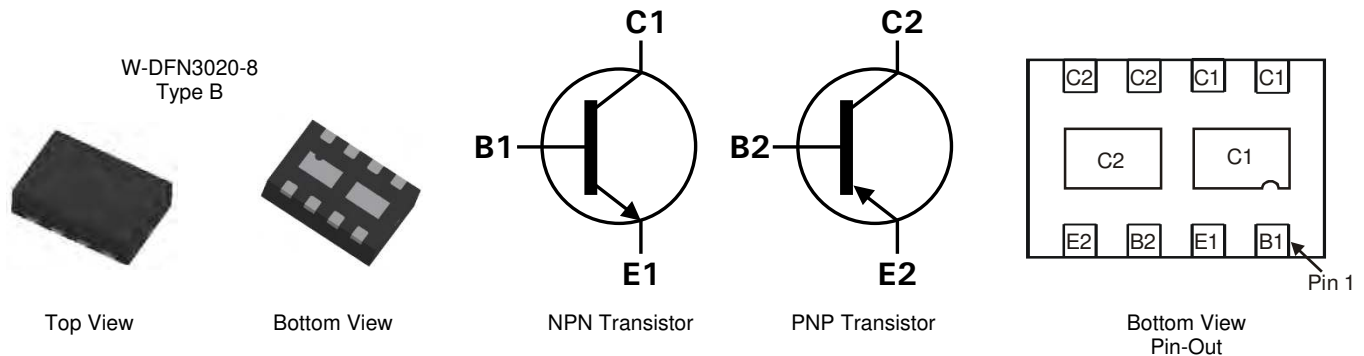 W-DFN3020-8
Type B
Top View
Bottom View
C1
B1
E1
NPN Transistor
C2
B2
E2
PNP Transistor
C2 C2 C1 C1
C2 C1
E2 B2 E1 B1
Pin 1
Bottom View
Pin-Out